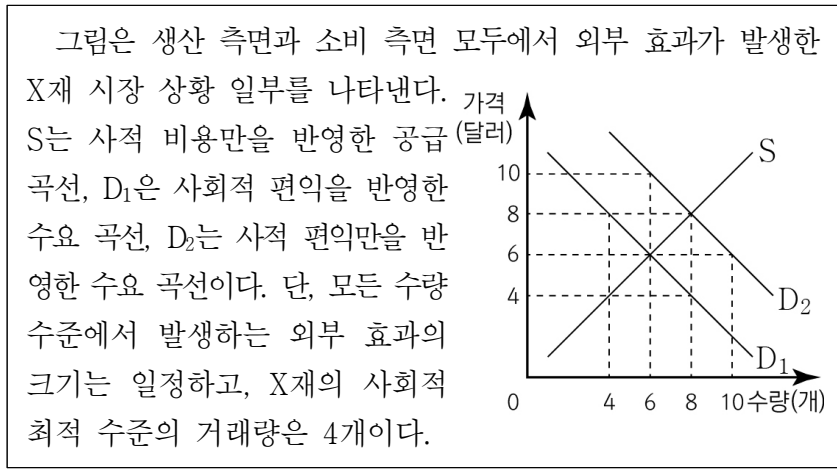 그림은 생산 측면과 소비 측면 모두에서 외부 효과가 발생한
X재 시장 상황 일부를 나타낸다.
S는 사적 비용만을 반영한 공급
곡선, D₁은 사회적 편익을 반영한
수요 곡선, D₂는 사적 편익만을 반
영한 수요 곡선이다. 단, 모든 수량
수준에서 발생하는 외부 효과의
크기는 일정하고, X재의 사회적
최적 수준의 거래량은 4개이다.
가격
(달러)
S
10
8
6
4
D₂
D₁
0 4 6 8 10 수량(개)